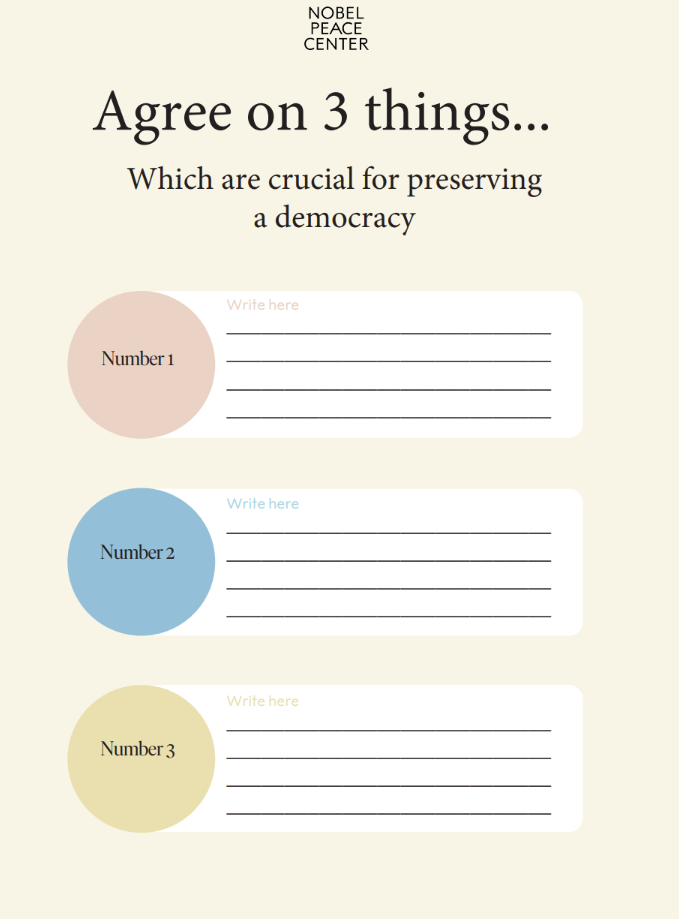 NOBEL
PEACE
CENTER
Agree on 3 things...
Which are crucial for preserving
a democracy
Write here
Number 1
Write here
Number 2
Write here
Number 3